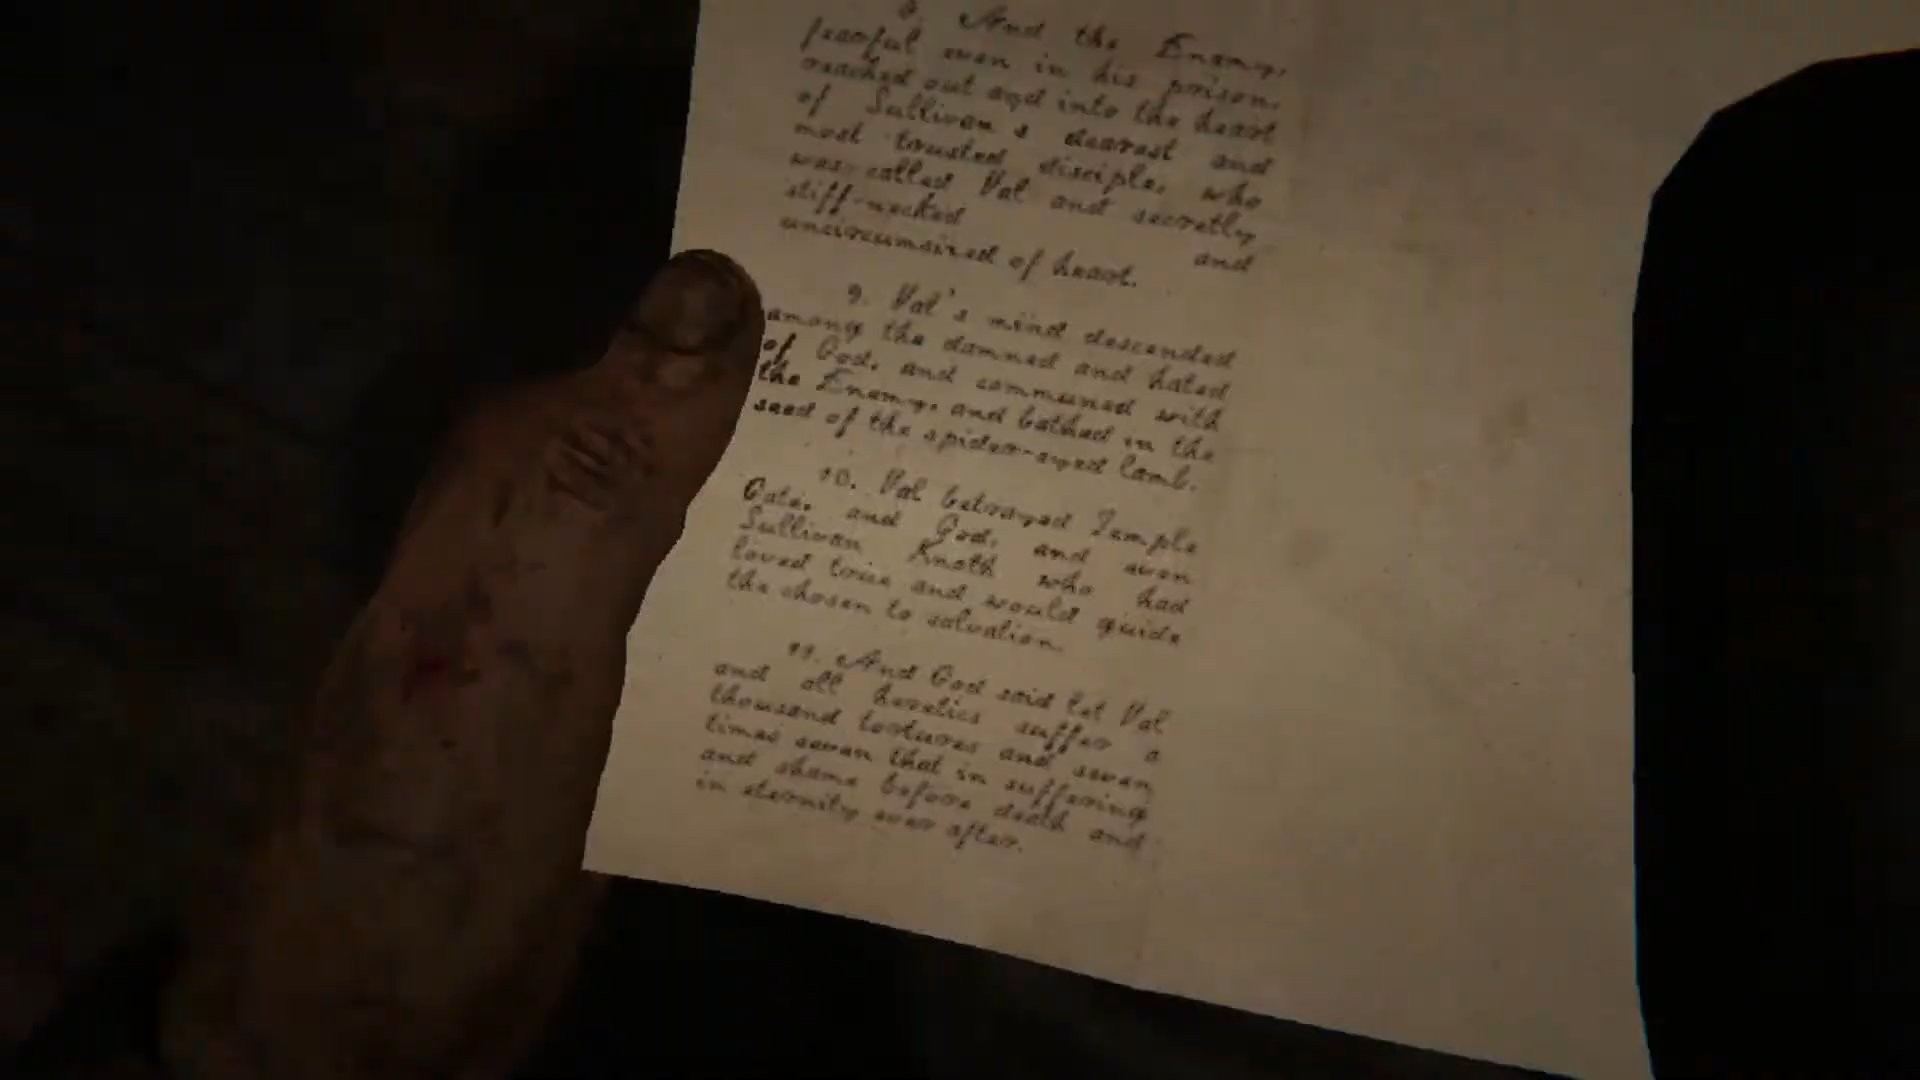 8. And the Enemy,
fearful even in his poison,
reached out and into the heart
of Sullivan's dearest and
most trusted disciple, who
was called Val and secretly
stiff-necked and
uncircumsized of heart.
9. Val's mind descended
among the damned and hated
of God, and communed with
the Enemy, and bathed in the
seed of the spider-eyed lamb.
10. Val betrayed Temple
Gate, and God, and even
Sullivan Knoth who had
loved twice and would guide
the chosen to salvation.
11. And God said let Val
and all heretics suffer a
thousand tortures and seven
times seven that in suffering
and shame before death and
in eternity ever after.